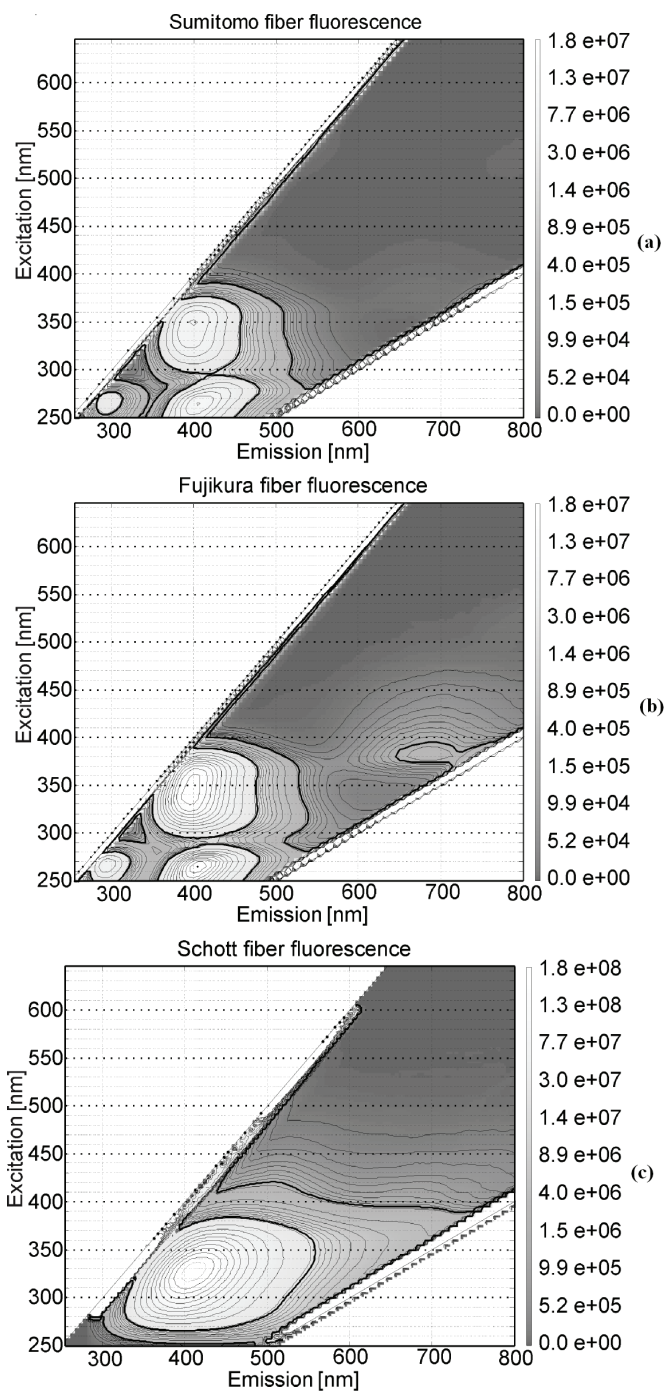 Sumitomo fiber fluorescence
Excitation [nm]
600
550
500
450
400
350
300
250
300 400 500 600 700 800
Emission [nm]
1.8 e+07
1.3 e+07
7.7 e+06
3.0 e+06
1.4 e+06
8.9 e+05
4.0 e+05
1.5 e+05
9.9 e+04
5.2 e+04
0.0 e+00
(a)
Fujikura fiber fluorescence
Excitation [nm]
600
550
500
450
400
350
300
250
300 400 500 600 700 800
Emission [nm]
1.8 e+07
1.3 e+07
7.7 e+06
3.0 e+06
1.4 e+06
8.9 e+05
4.0 e+05
1.5 e+05
9.9 e+04
5.2 e+04
0.0 e+00
(b)
Schott fiber fluorescence
Excitation [nm]
600
550
500
450
400
350
300
250
300 400 500 600 700 800
Emission [nm]
1.8 e+08
1.3 e+08
7.7 e+07
3.0 e+07
1.4 e+07
8.9 e+06
4.0 e+06
1.5 e+06
9.9 e+05
5.2 e+05
0.0 e+00
(c)